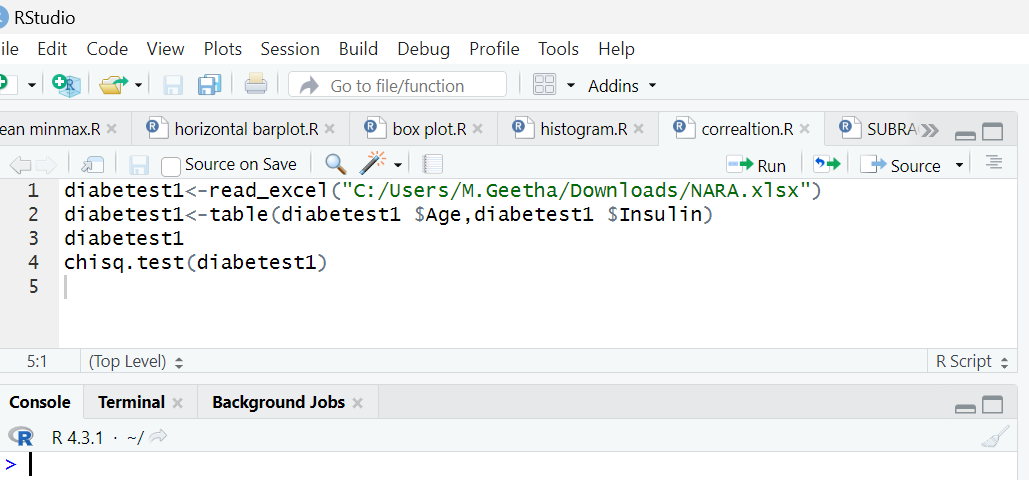 RStudio
ile Edit Code View Plots Session Build Debug Profile Tools Help
Go to file/function Addins
ean minmax.R horizontal barplot.R box plot.R histogram.R correaltion.R SUBRA
Source on Save Run Source
1 diabetest1<-read_excel("C:/Users/M.Geetha/Downloads/NARA.xlsx")
2 diabetest1<-table(diabetest1 $Age,diabetest1 $Insulin)
3 diabetest1
4 chisq.test(diabetest1)
5
5:1 (Top Level) R Script
Console Terminal Background Jobs
R 4.3.1 · ~/
>